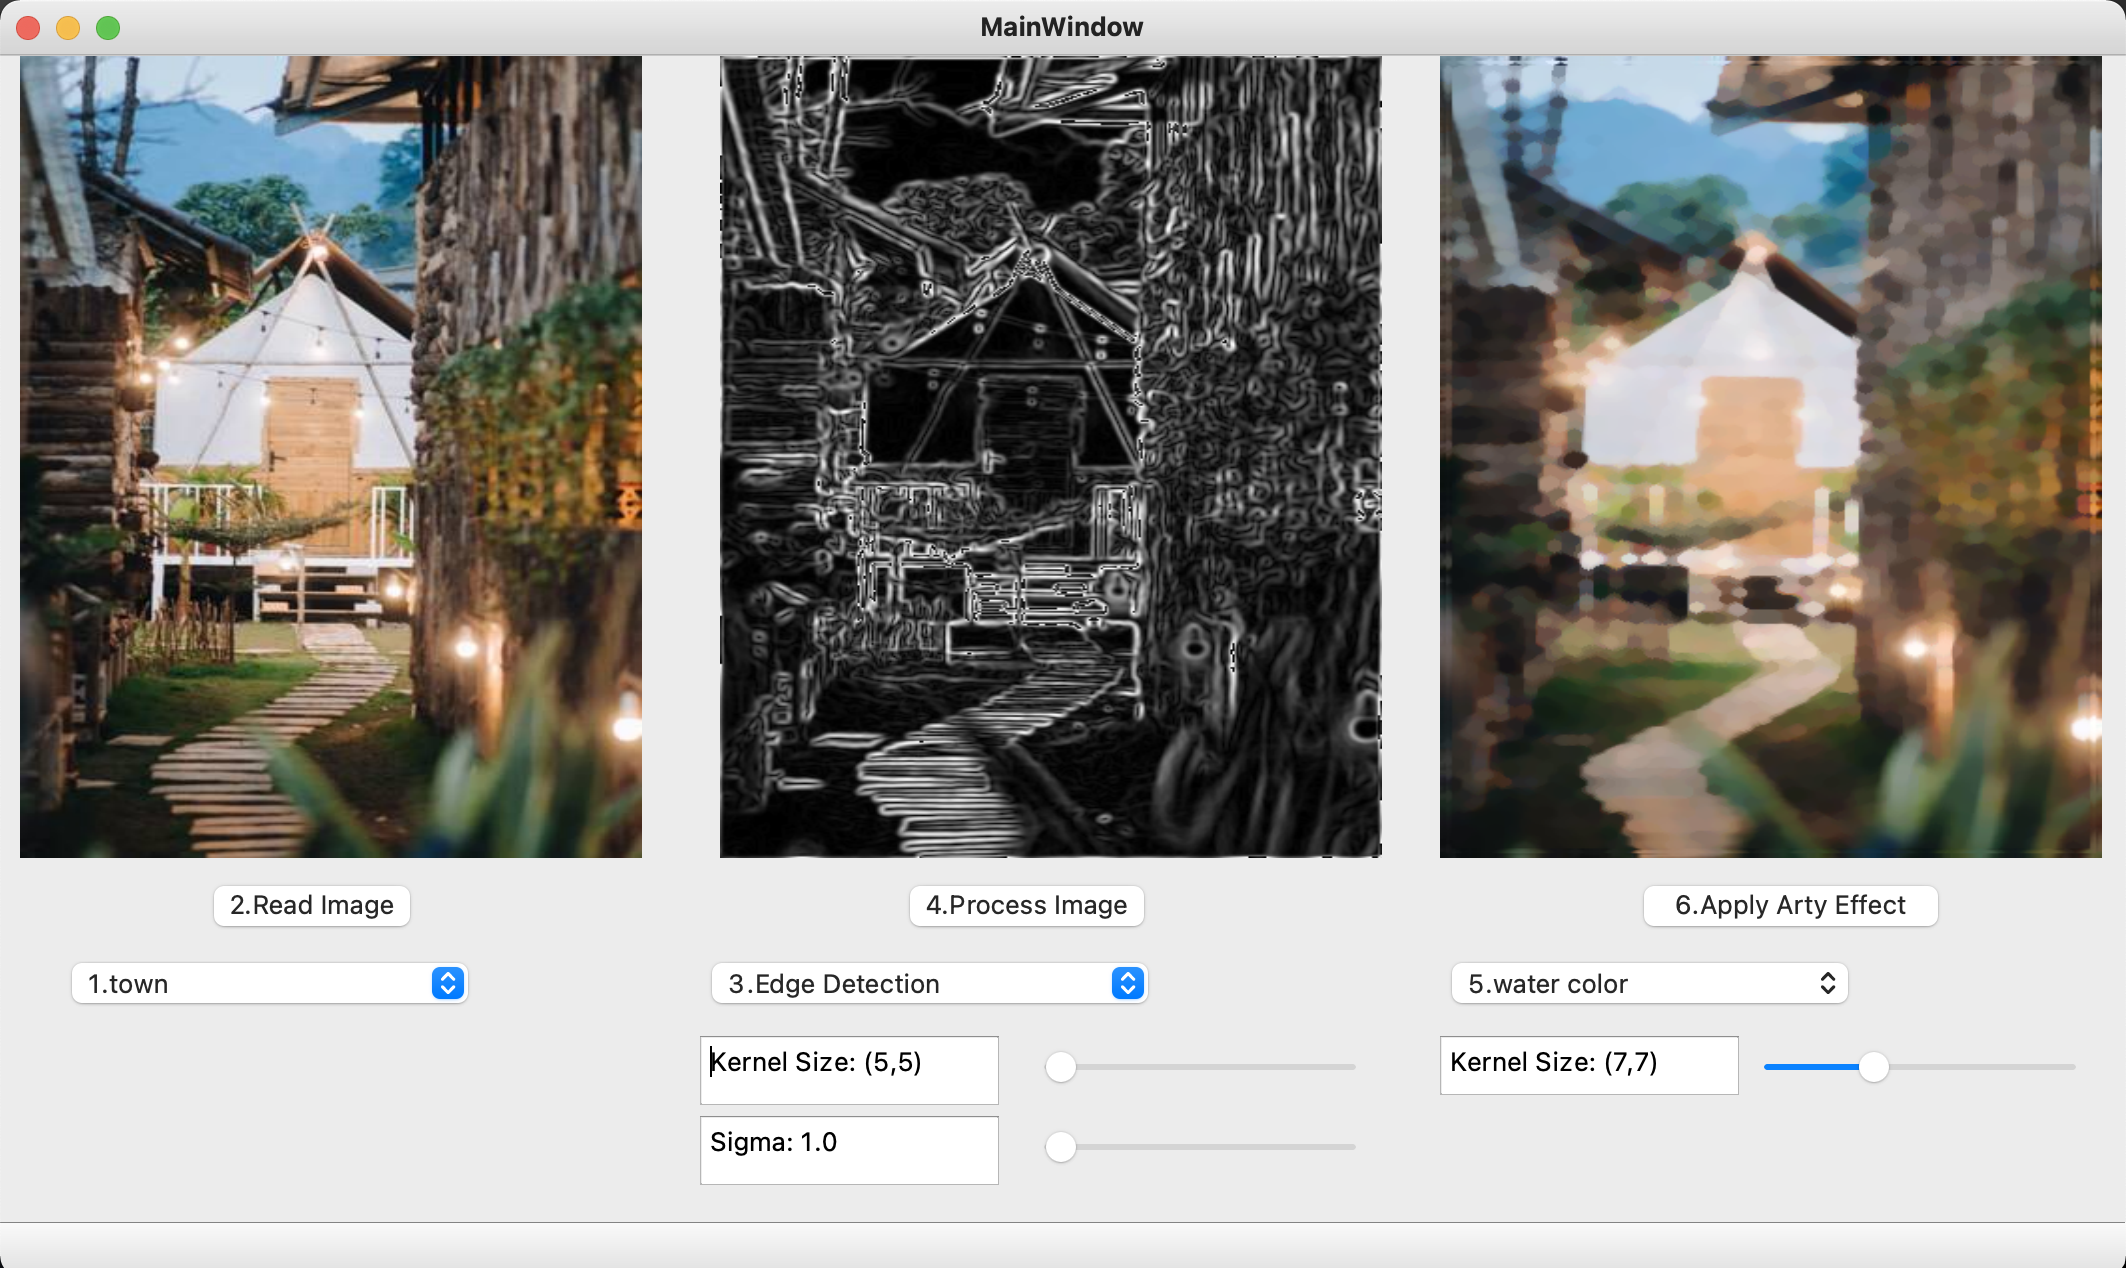 MainWindow
2.Read Image
4.Process Image
6.Apply Arty Effect
1.town
3.Edge Detection
5.water color
Kernel Size: (5,5)
Kernel Size: (7,7)
Sigma: 1.0